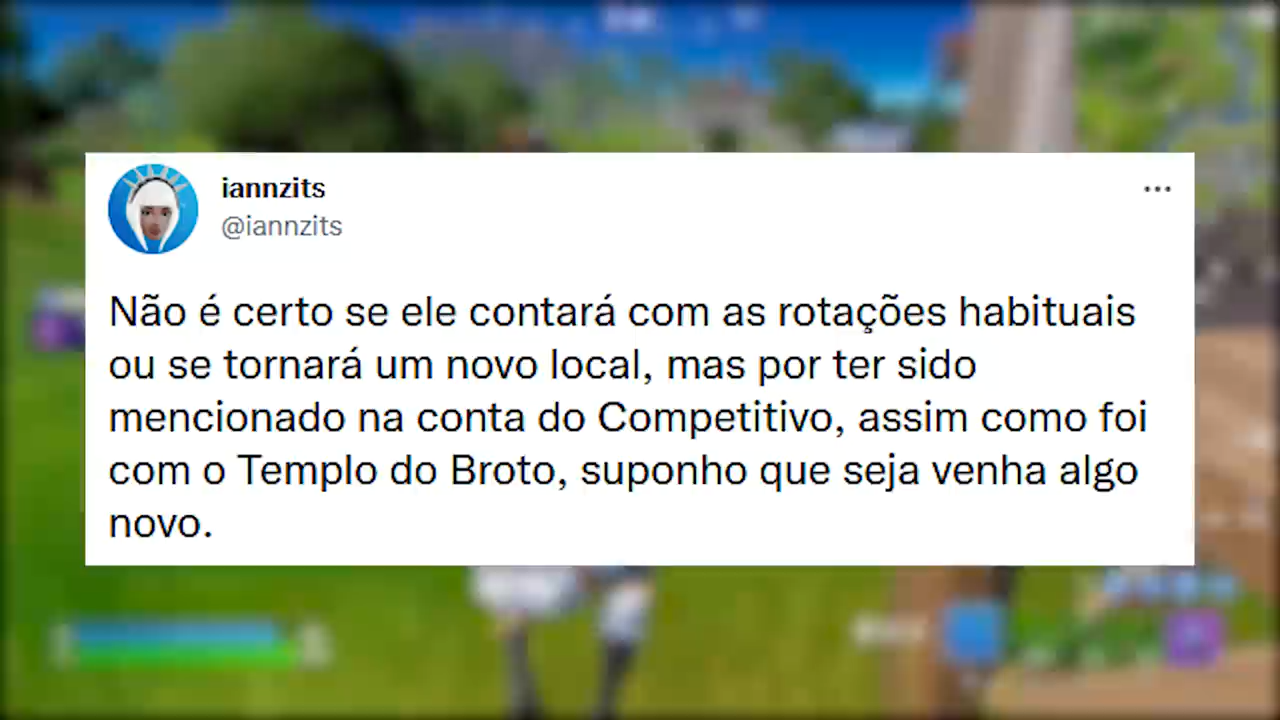 iannzits
@iannzits
Não é certo se ele contará com as rotações habituais
ou se tornará um novo local, mas por ter sido
mencionado na conta do Competitivo, assim como foi
com o Templo do Broto, suponho que seja venha algo
novo.